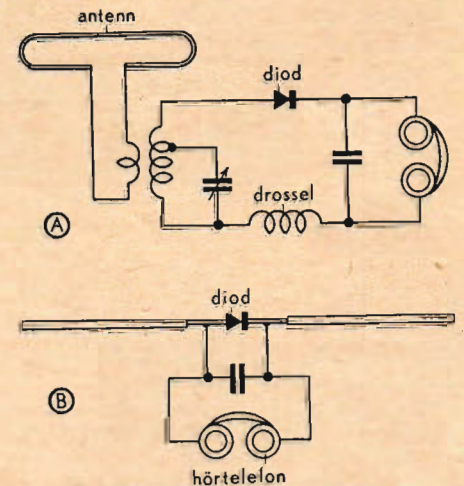 antenn
diod
drossel
A
diod
B
hörtelefon